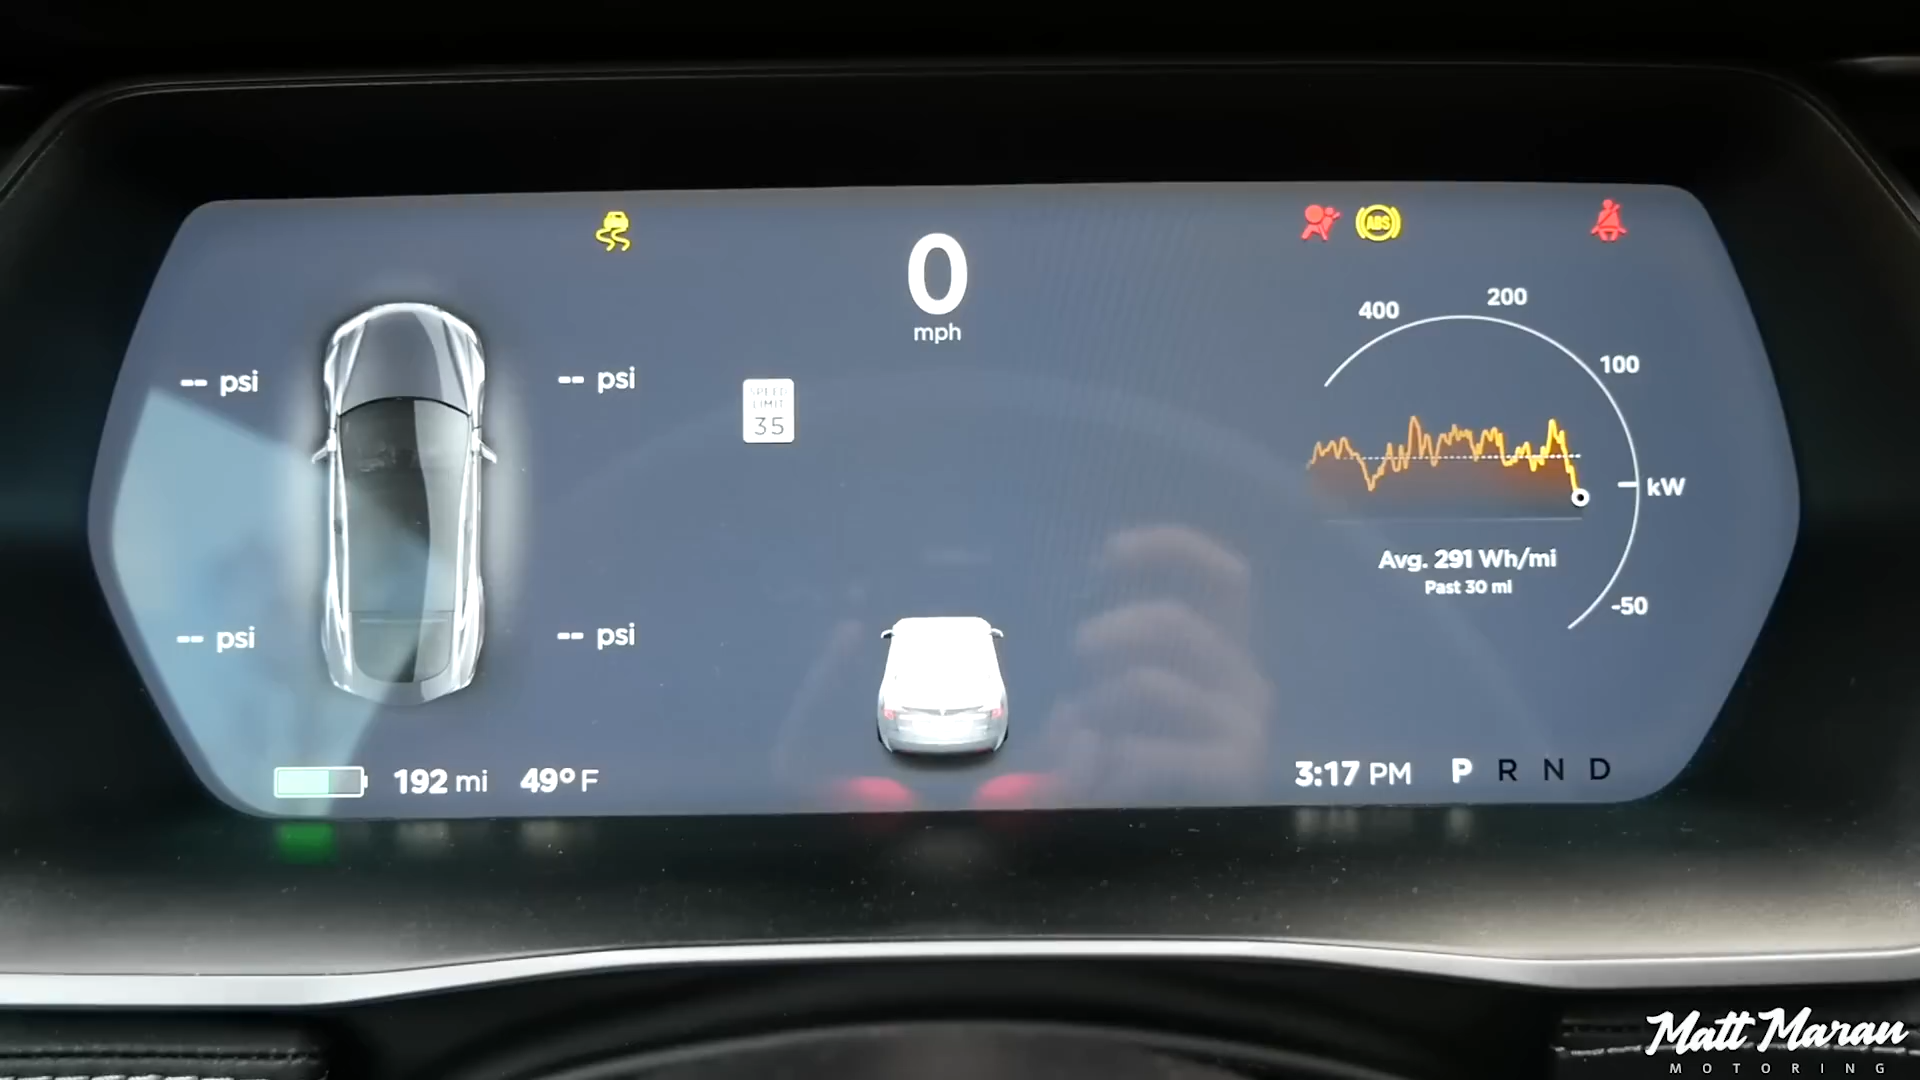 0
mph
ABS
400
200
100
kW
-50
-- psi
-- psi
SPEED
LIMIT
35
-- psi
-- psi
Avg. 291 Wh/mi
Past 30 mi
192 mi 49° F
3:17 PM P R N D
Matt Maran
MOTORING